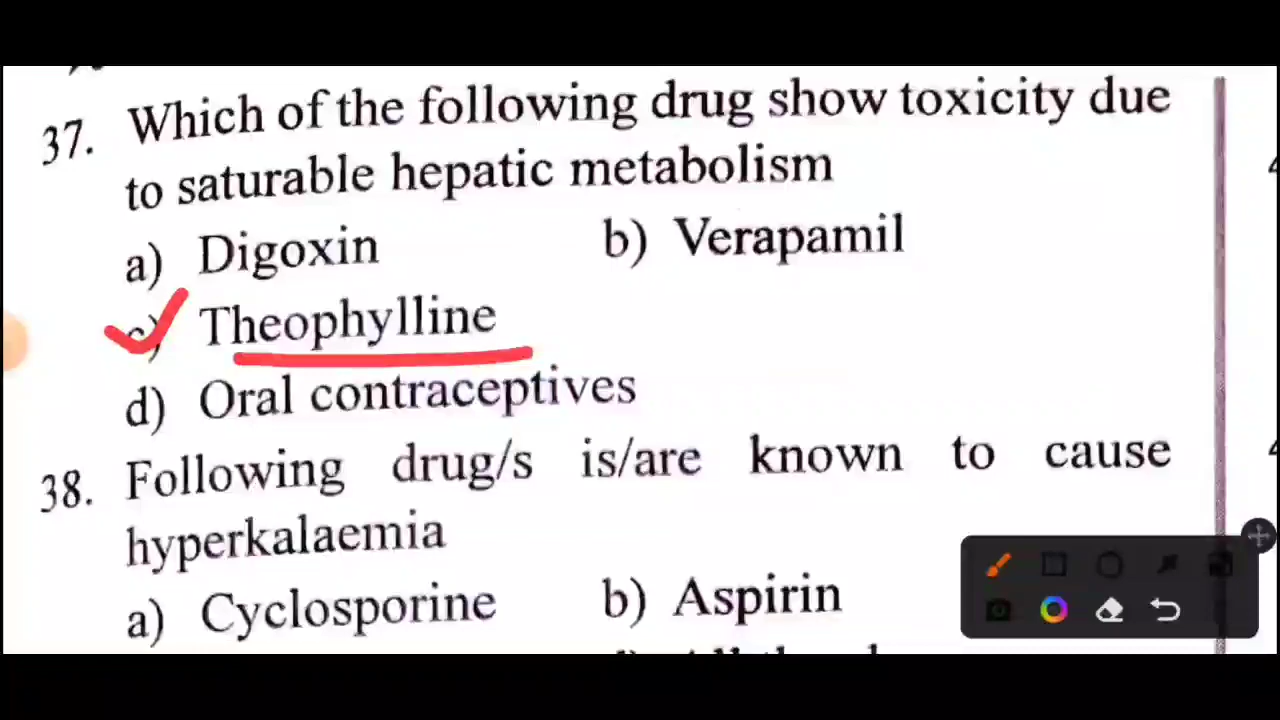 37. Which of the following drug show toxicity due
to saturable hepatic metabolism
a) Digoxin b) Verapamil
c) Theophylline
d) Oral contraceptives
38. Following drug/s is/are known to cause
hyperkalaemia
a) Cyclosporine b) Aspirin